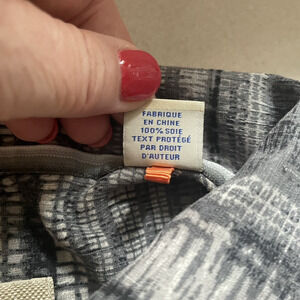 FABRIQUE
EN CHINE
100% SOIE
TEXT PROTÉGÉ
PAR DROIT
D'AUTEUR